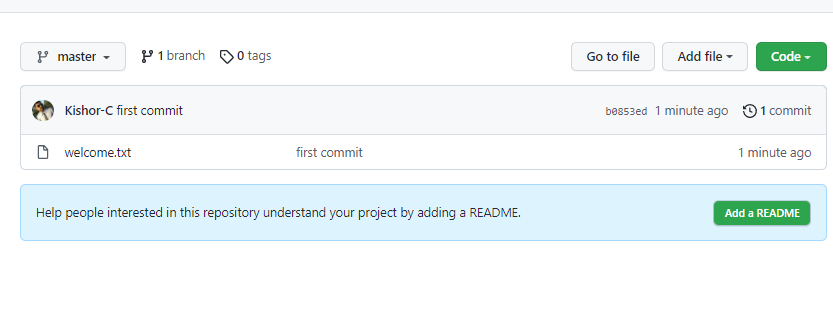 master 1 branch 0 tags Go to file Add file Code
Kishor-C first commit b0853ed 1 minute ago 1 commit
welcome.txt first commit 1 minute ago
Help people interested in this repository understand your project by adding a README. Add a README